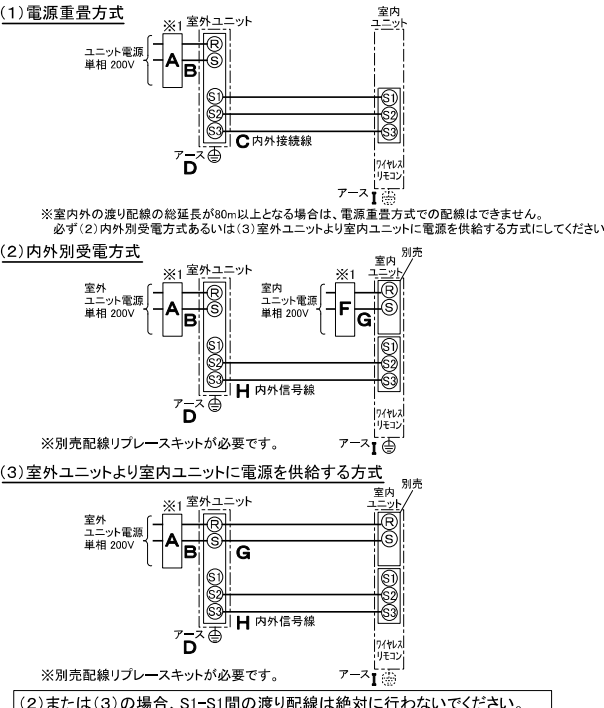 (1)電源重畳方式
※1 室外ユニット
室内
ユニット
ユニット電源
単相 200V
A
B
R
S
S1
S2
S3
S1
S2
S3
C 内外接続線
アース
D
ワイヤレス
リモコン
アース I
※室内外の渡り配線の総延長が80m以上となる場合は、電源重畳方式での配線はできません。
必ず(2)内外別受電方式あるいは(3)室外ユニットより室内ユニットに電源を供給する方式にしてください
(2)内外別受電方式
※1 室外ユニット
※1
室内
ユニット
別売
室外
ユニット電源
単相 200V
A
B
R
S
室内
ユニット電源
単相 200V
F
G
R
S
S1
S2
S3
S1
S2
S3
H 内外信号線
アース
D
ワイヤレス
リモコン
※別売配線リプレースキットが必要です。
アース I
(3)室外ユニットより室内ユニットに電源を供給する方式
※1 室外ユニット
室内
ユニット
別売
室外
ユニット電源
単相 200V
A
B
R
S
G
R
S
S1
S2
S3
S1
S2
S3
H 内外信号線
アース
D
ワイヤレス
リモコン
※別売配線リプレースキットが必要です。
アース I
(2)または(3)の場合、S1-S1間の渡り配線は絶対に行わないでください。